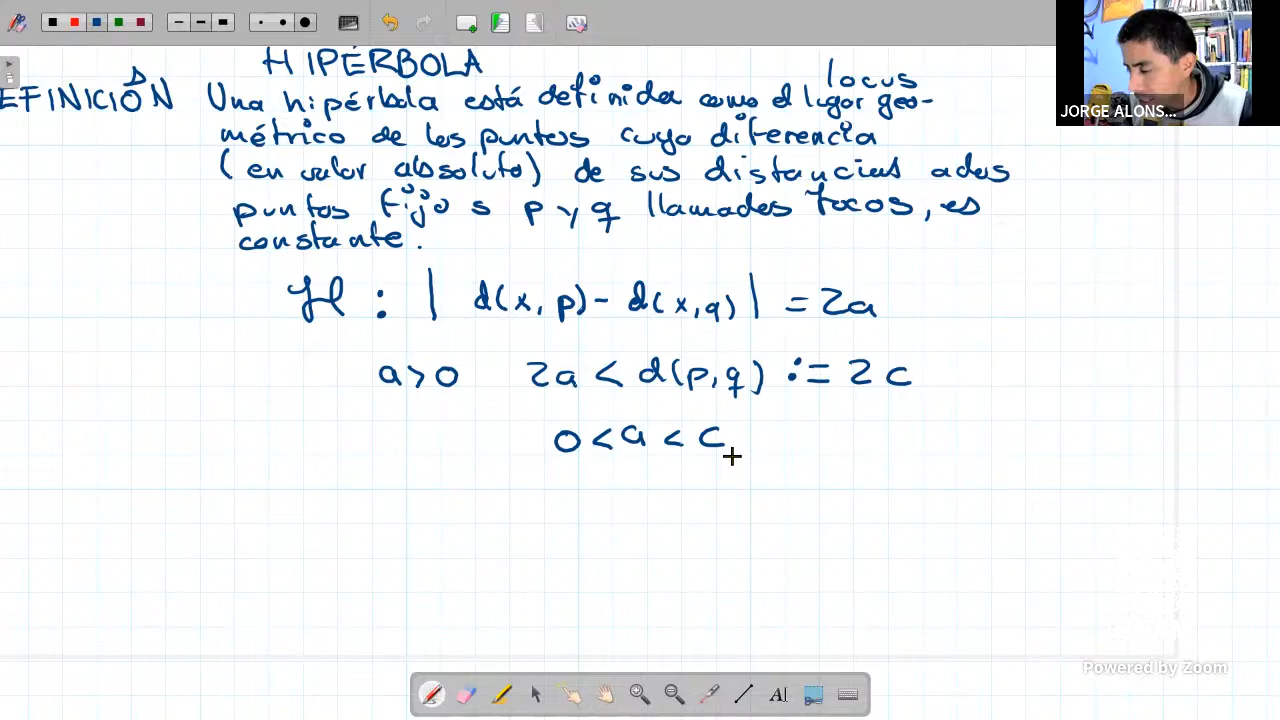 HIPÉRBOLA
locus
EFINICIÓN Una hipérbola está definida como el lugar geo-
métrico de los puntos cuya diferencia
(en valor absoluto) de sus distancias a dos
puntos fijos p y q llamados focos, es
constante.
H : | d(x, p) - d(x, q) | = 2a
a > 0 2a < d(p, q) := 2c
0 < a < c
JORGE ALONS...
AI
Powered by Zoom